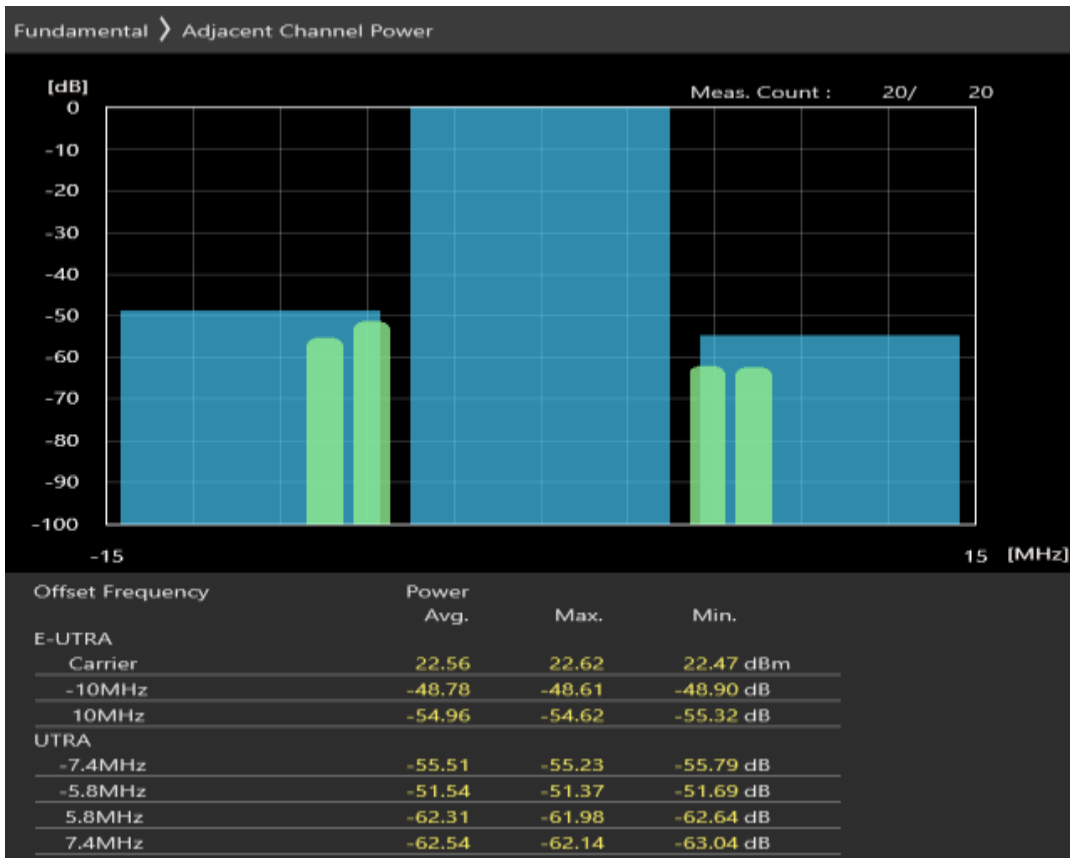 Fundamental 〉 Adjacent Channel Power
[dB]
Meas. Count : 20/ 20
0
-10
-20
-30
-40
-50
-60
-70
-80
-90
-100
-15 15 [MHz]
Offset Frequency Power
Avg. Max. Min.
E-UTRA
Carrier 22.56 22.62 22.47 dBm
-10MHz -48.78 -48.61 -48.90 dB
10MHz -54.96 -54.62 -55.32 dB
UTRA
-7.4MHz -55.51 -55.23 -55.79 dB
-5.8MHz -51.54 -51.37 -51.69 dB
5.8MHz -62.31 -61.98 -62.64 dB
7.4MHz -62.54 -62.14 -63.04 dB